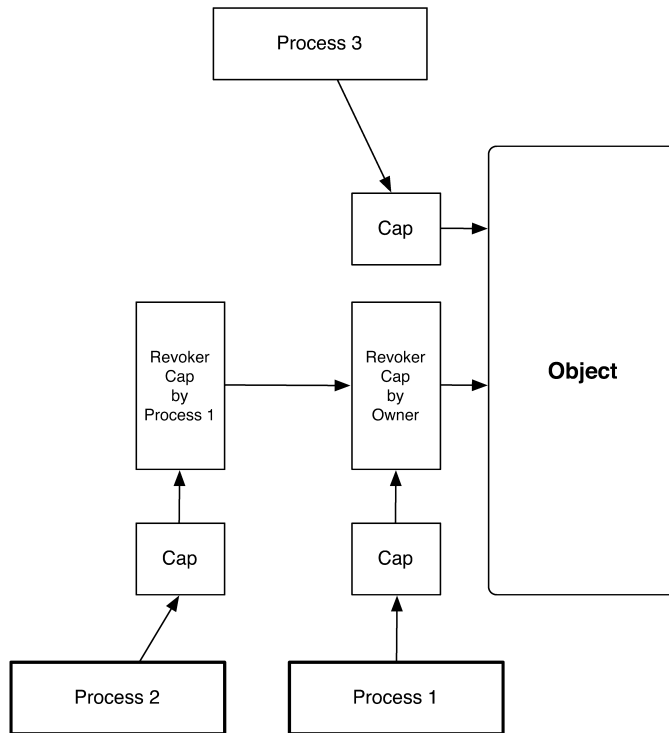 Process 3
Cap
Revoker
Cap
by
Process 1
Revoker
Cap
by
Owner
Object
Cap
Cap
Process 2
Process 1